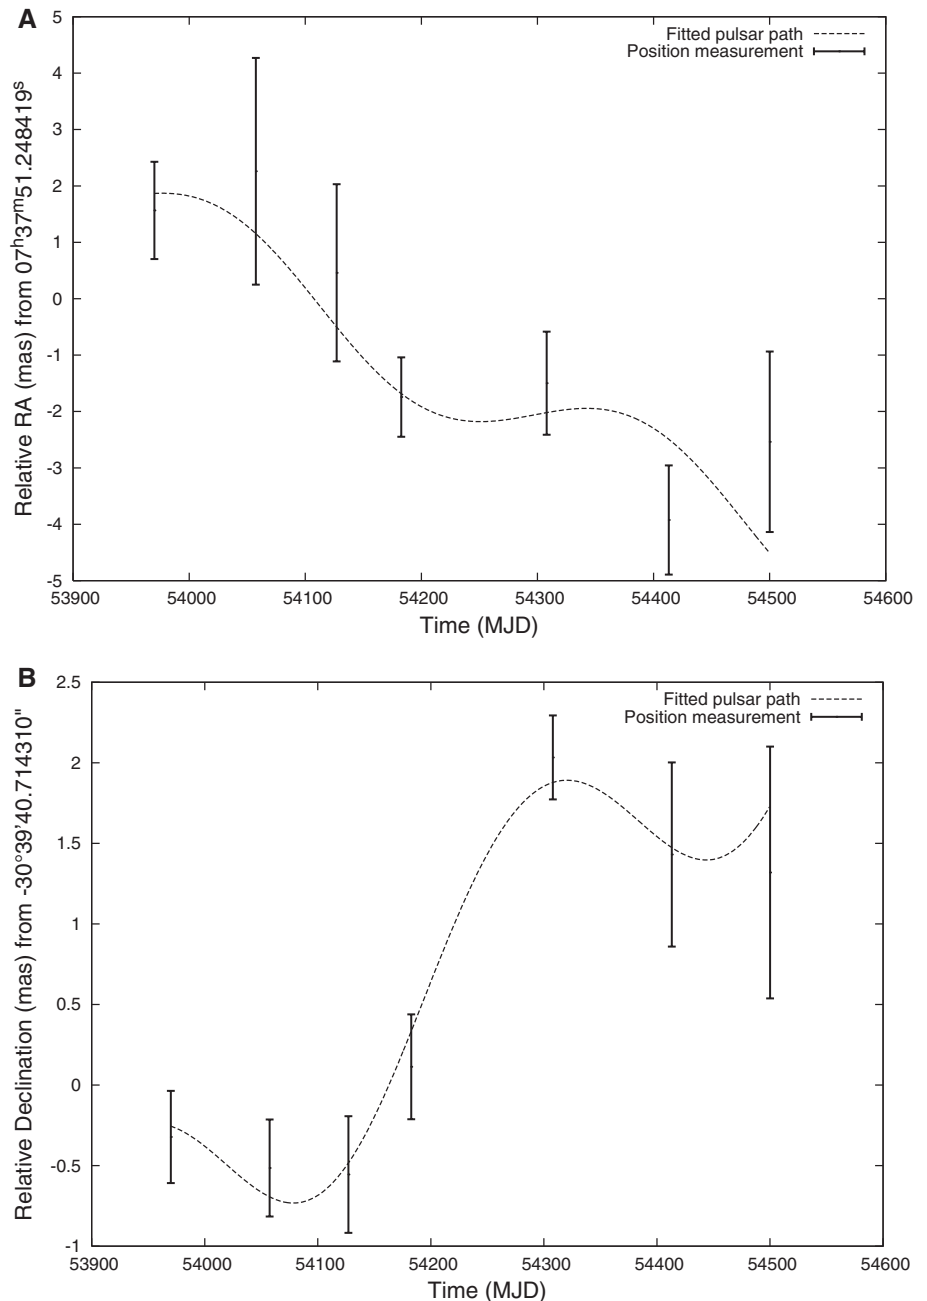 A
5
4
3
2
1
0
-1
-2
-3
-4
-5
Relative RA (mas) from 07h37m51.248419s
Fitted pulsar path
Position measurement
53900 54000 54100 54200 54300 54400 54500 54600
Time (MJD)
B
2.5
2
1.5
1
0.5
0
-0.5
-1
Relative Declination (mas) from -30°39'40.714310"
Fitted pulsar path
Position measurement
53900 54000 54100 54200 54300 54400 54500 54600
Time (MJD)